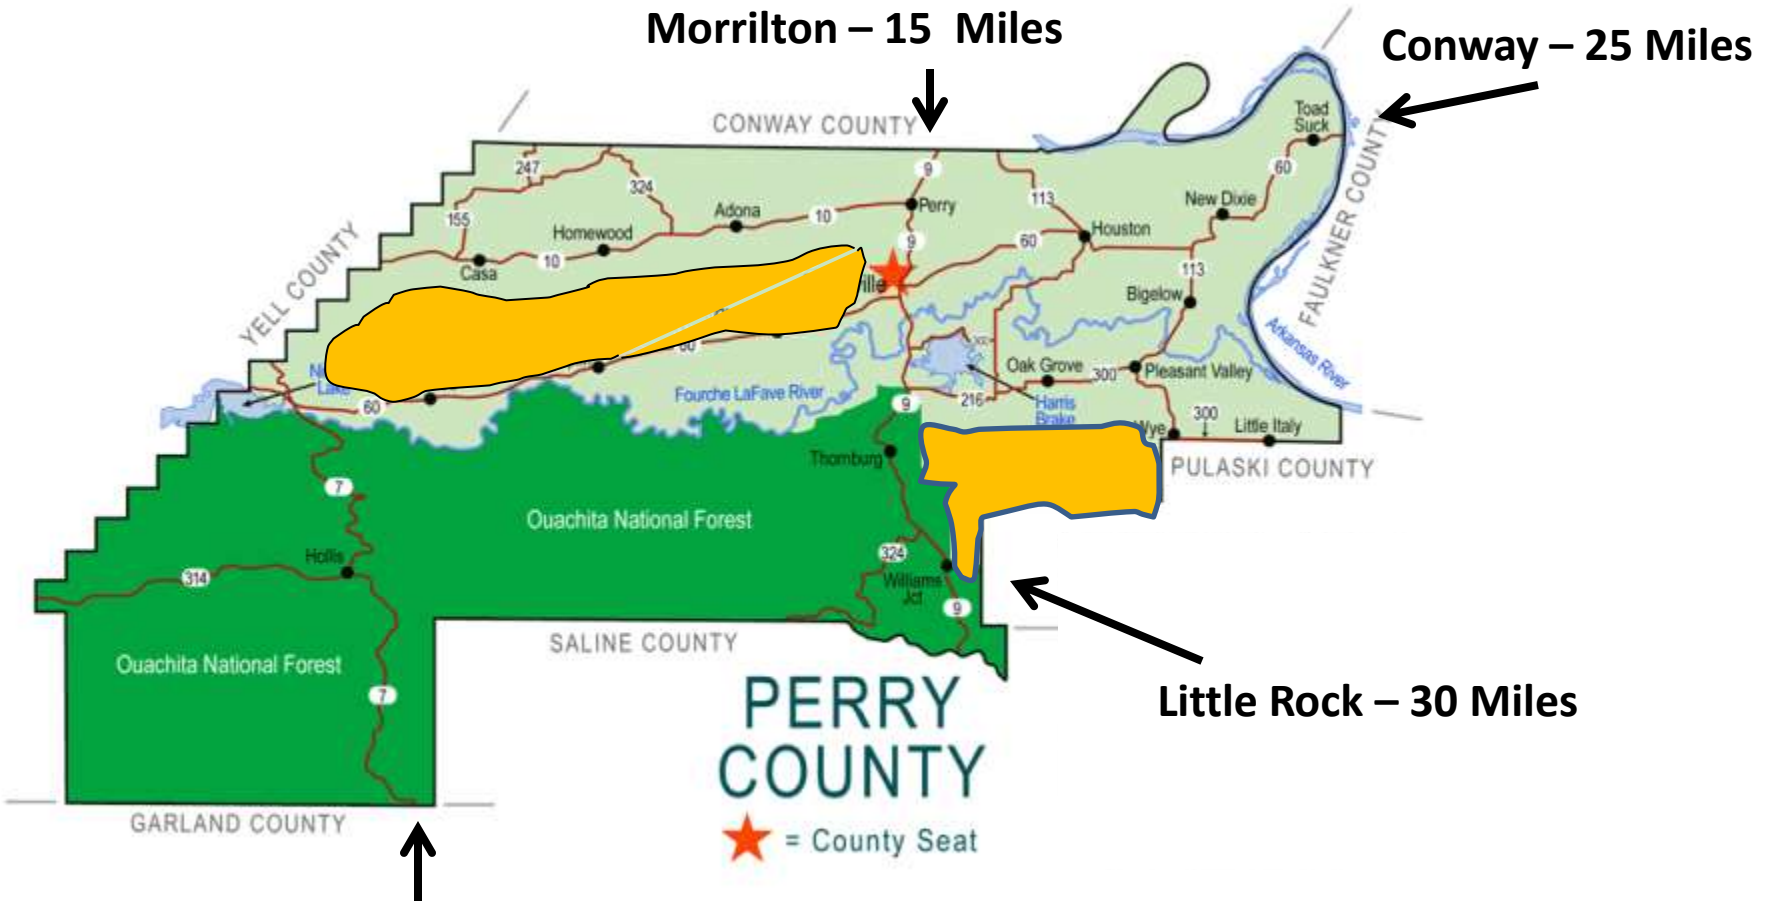 Morrilton – 15 Miles
Conway – 25 Miles
Toad
Suck
CONWAY COUNTY
FAULKNER COUNTY
247
9
60
324
113
New Dixie
155
Adona
10
Perry
Houston
Homewood
9
60
10
Casa
113
YELL COUNTY
ville
Bigelow
Arkansas River
60
Oak Grove
300
Pleasant Valley
Lake
Fourche LaFave River
60
9
216
Harris
Brake
300
Wye
Little Italy
Thornburg
PULASKI COUNTY
7
Ouachita National Forest
Hollis
324
314
Williams
Jct
9
SALINE COUNTY
Ouachita National Forest
7
PERRY
COUNTY
Little Rock – 30 Miles
GARLAND COUNTY
= County Seat